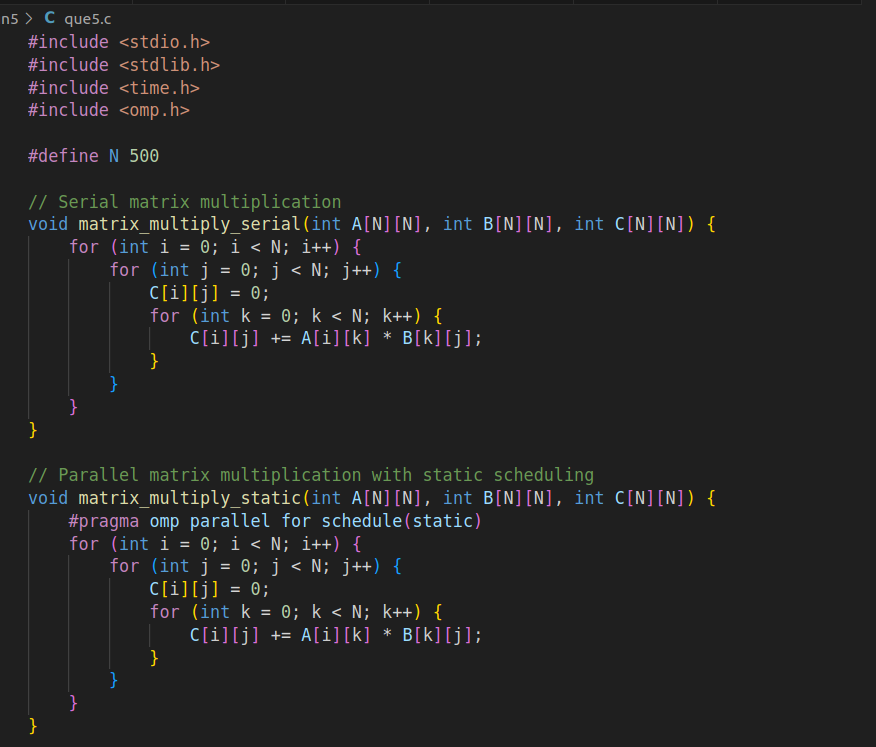 n5 > C que5.c
#include <stdio.h>
#include <stdlib.h>
#include <time.h>
#include <omp.h>
#define N 500
// Serial matrix multiplication
void matrix_multiply_serial(int A[N][N], int B[N][N], int C[N][N]) {
    for (int i = 0; i < N; i++) {
        for (int j = 0; j < N; j++) {
            C[i][j] = 0;
            for (int k = 0; k < N; k++) {
                C[i][j] += A[i][k] * B[k][j];
            }
        }
    }
}
// Parallel matrix multiplication with static scheduling
void matrix_multiply_static(int A[N][N], int B[N][N], int C[N][N]) {
    #pragma omp parallel for schedule(static)
    for (int i = 0; i < N; i++) {
        for (int j = 0; j < N; j++) {
            C[i][j] = 0;
            for (int k = 0; k < N; k++) {
                C[i][j] += A[i][k] * B[k][j];
            }
        }
    }
}